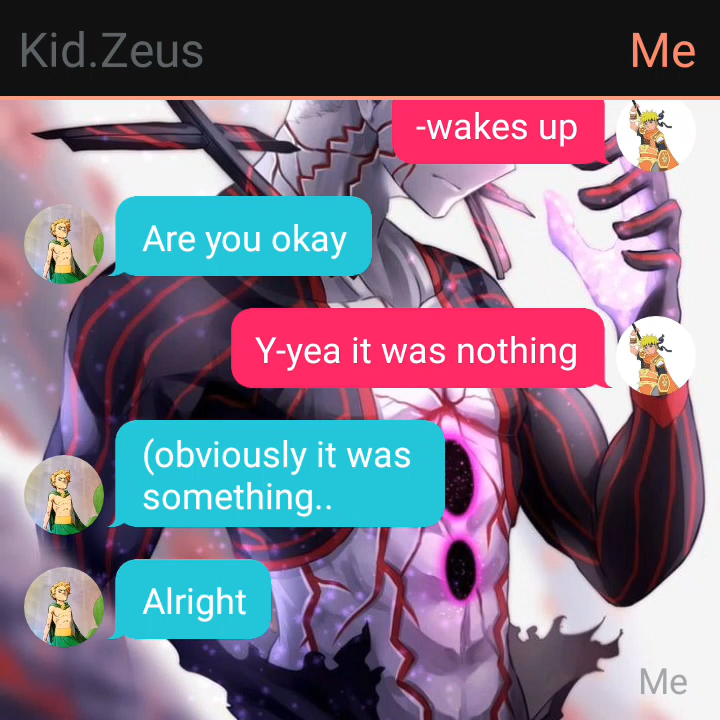 Kid.Zeus
Me
-wakes up
Are you okay
Y-yea it was nothing
(obviously it was
something..
Alright
Me